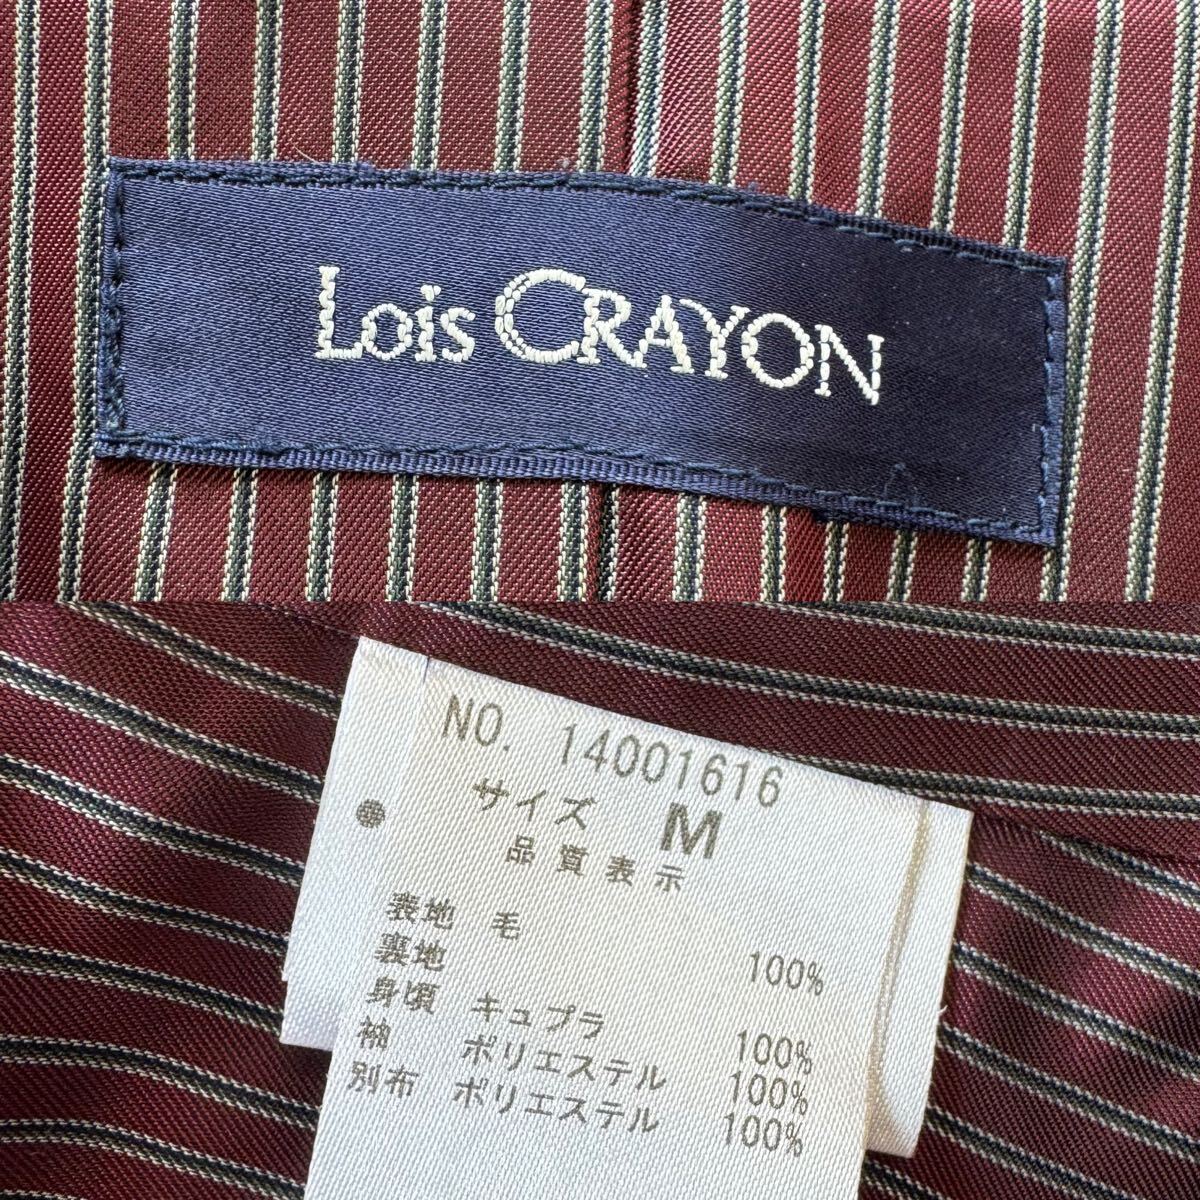 Lois CRAYON
NO. 14001616
サイズ M
品質表示
表地 毛 100%
裏地
身頃 キュプラ 100%
袖 ポリエステル 100%
別布 ポリエステル 100%